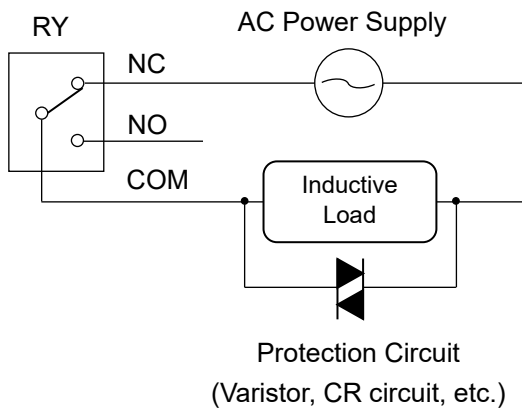 RY
AC Power Supply
NC
NO
COM
Inductive
Load
Protection Circuit
(Varistor, CR circuit, etc.)